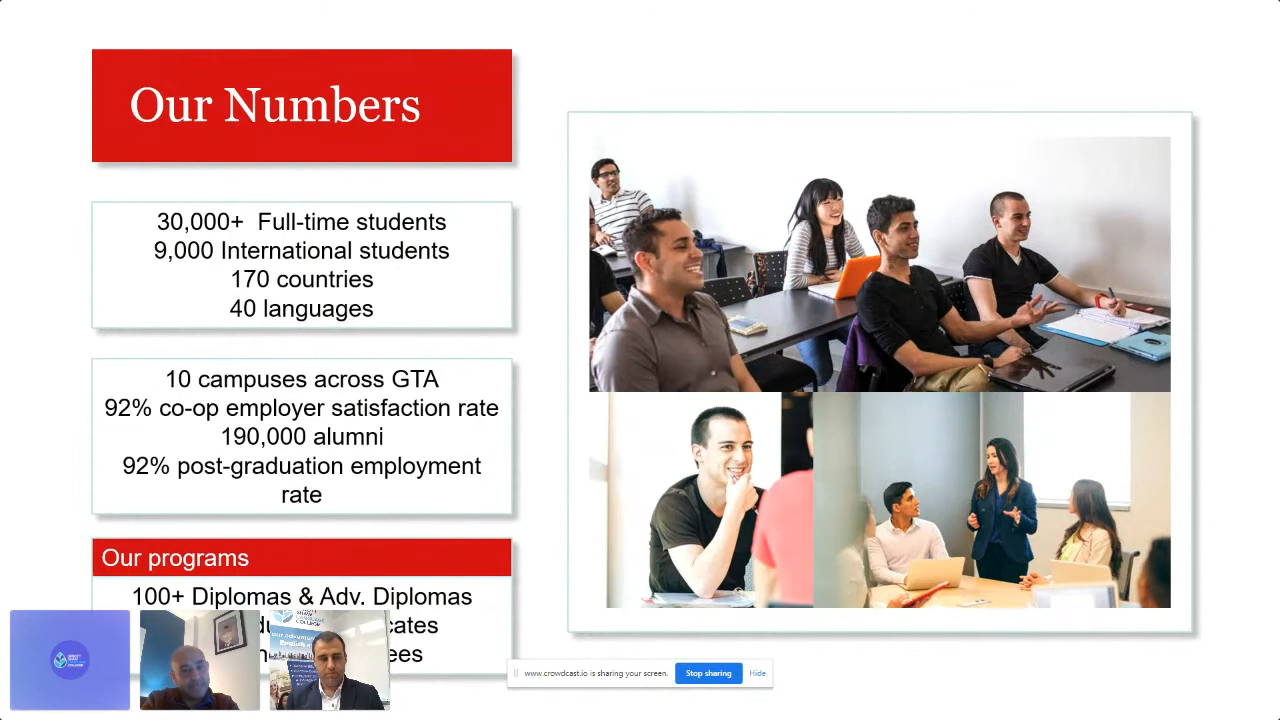 Our Numbers
30,000+ Full-time students
9,000 International students
170 countries
40 languages
10 campuses across GTA
92% co-op employer satisfaction rate
190,000 alumni
92% post-graduation employment
rate
Our programs
100+ Diplomas & Adv. Diplomas
www.crowdcast.io is sharing your screen.
Stop sharing
Hide